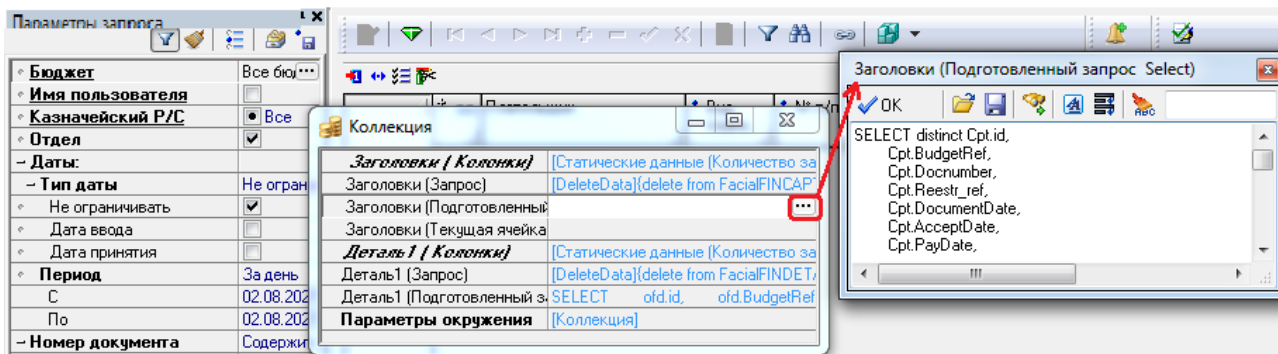 Параметры запроса
Бюджет
Все бю
Имя пользователя
Казначейский Р/С
Все
Отдел
Даты:
Тип даты
Не огран
Не ограничивать
Дата ввода
Дата принятия
Период
За день
С
02.08.202
По
02.08.202
Номер документа
Содержит
Коллекция
Заголовки ( Колонки)
[Статические данные (Количество за
Заголовки (Запрос)
[DeleteData]{delete from FacialFINCAPT
Заголовки (Подготовленный
Заголовки (Текущая ячейка
Деталь1 ( Колонки)
[Статические данные (Количество за
Деталь1 (Запрос)
[DeleteData]{delete from FacialFINDETA
Деталь1 (Подготовленный з
SELECT ofd.id, ofd.BudgetRef
Параметры окружения
[Коллекция]
Заголовки (Подготовленный запрос Select)
OK
ABC
SELECT distinct Cpt.id,
Cpt.BudgetRef,
Cpt.Docnumber,
Cpt.Reestr_ref,
Cpt.DocumentDate,
Cpt.AcceptDate,
Cpt.PayDate,